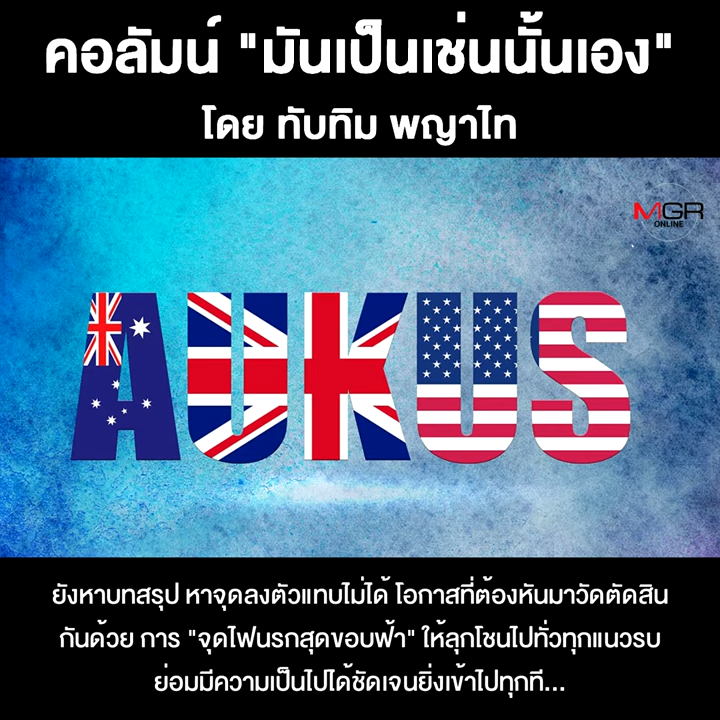 คอลัมน์ "มันเป็นเช่นนั้นเอง"
โดย ทับทิม พญาไท
MGR
ONLINE
AUKUS
ยังหาบทสรุป หาจุดลงตัวแทบไม่ได้ โอกาสที่ต้องหันมาวัดตัดสิน
กันด้วย การ "จุดไฟนรกสุดขอบฟ้า" ให้ลุกโชนไปทั่วทุกแนวรบ
ย่อมมีความเป็นไปได้ชัดเจนยิ่งเข้าไปทุกที...